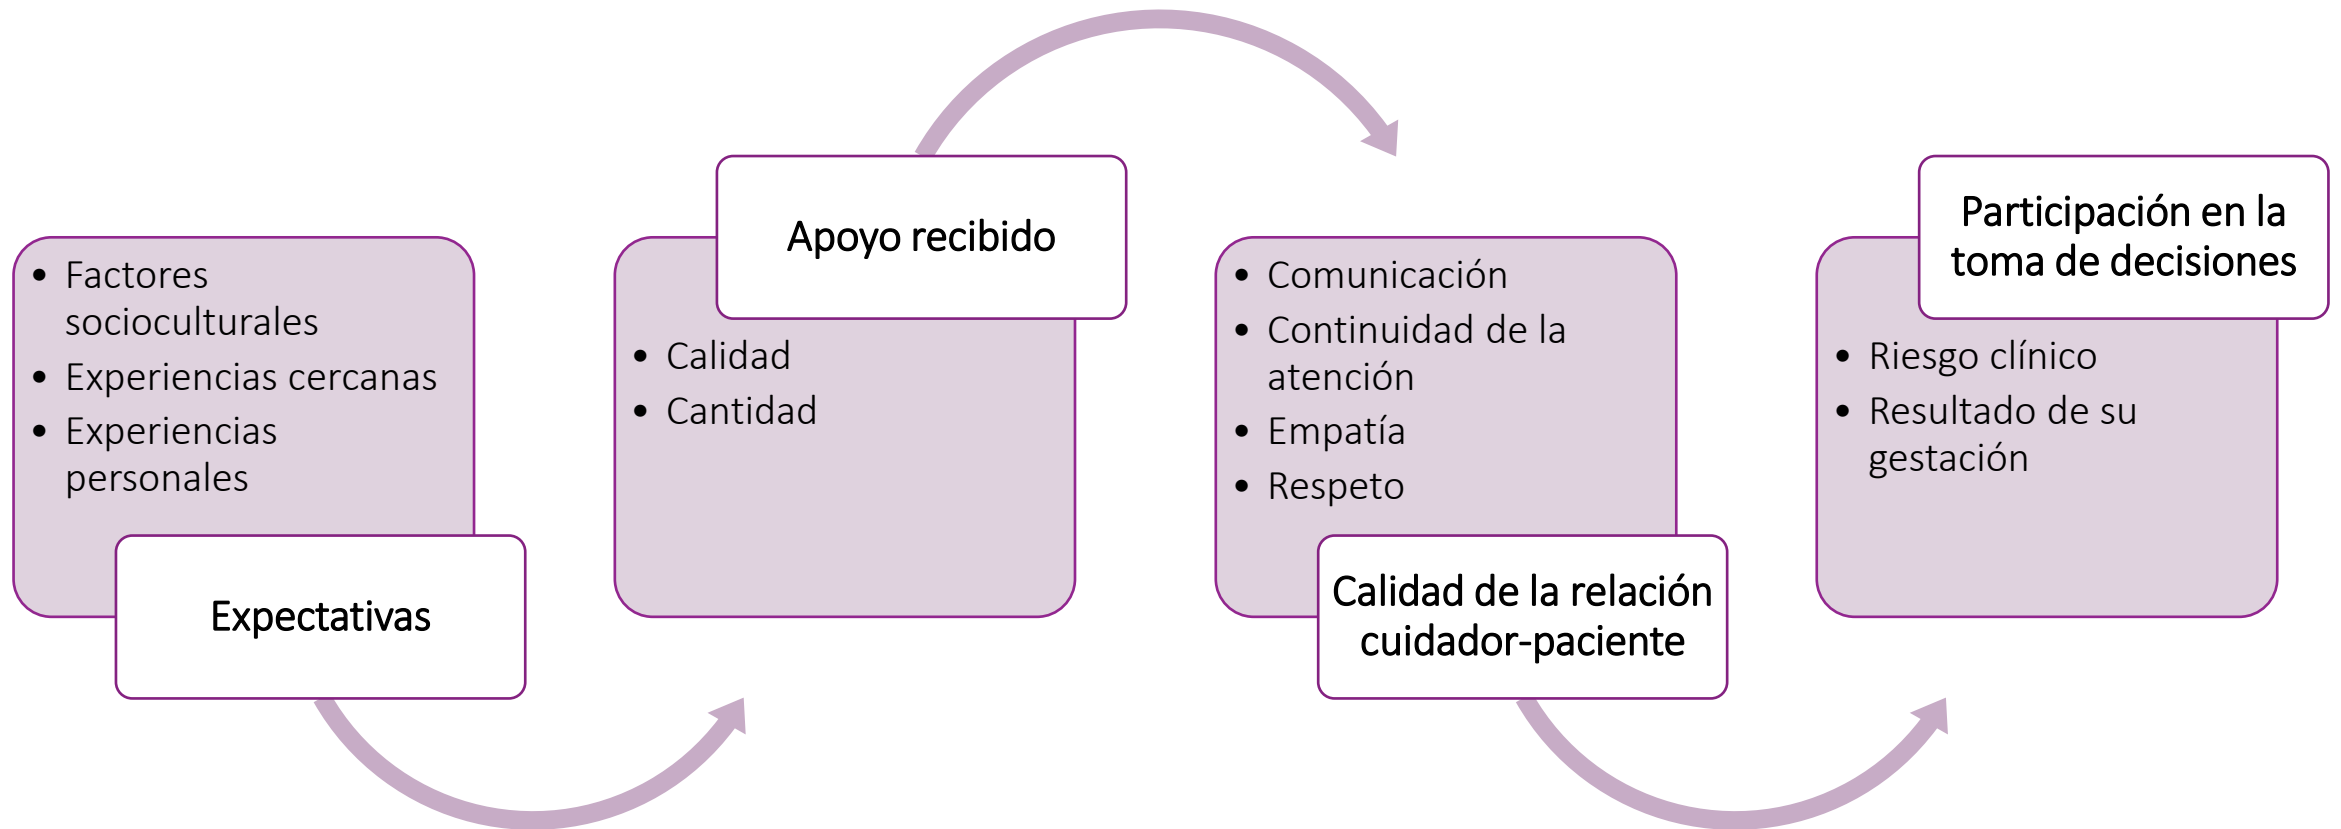 • Factores
socioculturales
• Experiencias cercanas
• Experiencias
personales
Expectativas
Apoyo recibido
• Calidad
• Cantidad
• Comunicación
• Continuidad de la
atención
• Empatía
• Respeto
Calidad de la relación
cuidador-paciente
Participación en la
toma de decisiones
• Riesgo clínico
• Resultado de su
gestación